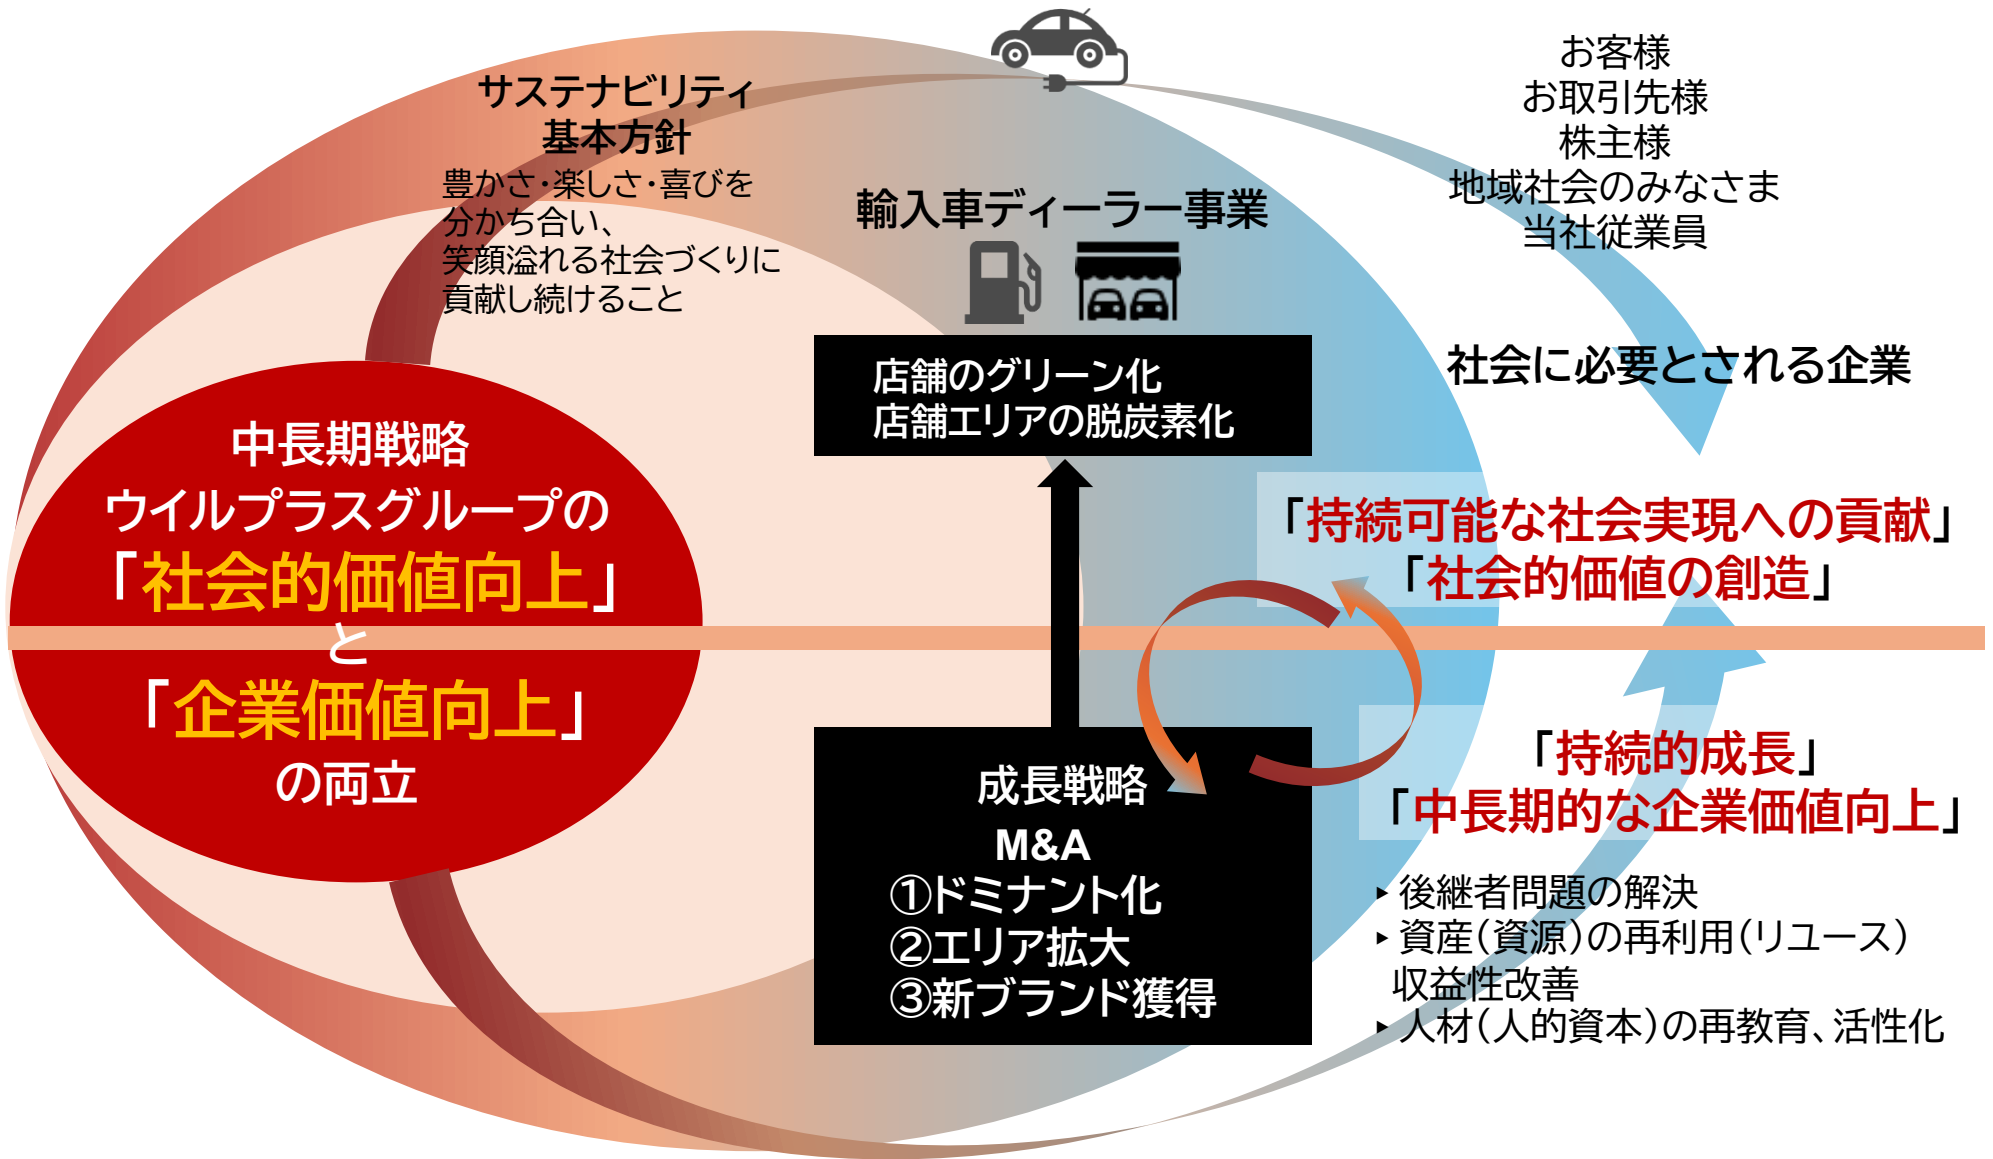 サステナビリティ
基本方針
豊かさ・楽しさ・喜びを
分かち合い、
笑顔溢れる社会づくりに
貢献し続けること
輸入車ディーラー事業
店舗のグリーン化
店舗エリアの脱炭素化
お客様
お取引先様
株主様
地域社会のみなさま
当社従業員
社会に必要とされる企業
中長期戦略
ウイルプラスグループの
「社会的価値向上」
と
「企業価値向上」
の両立
「持続可能な社会実現への貢献」
「社会的価値の創造」
成長戦略
M&A
①ドミナント化
②エリア拡大
③新ブランド獲得
「持続的成長」
「中長期的な企業価値向上」
‣ 後継者問題の解決
‣ 資産（資源）の再利用（リユース）
収益性改善
‣ 人材（人的資本）の再教育、活性化